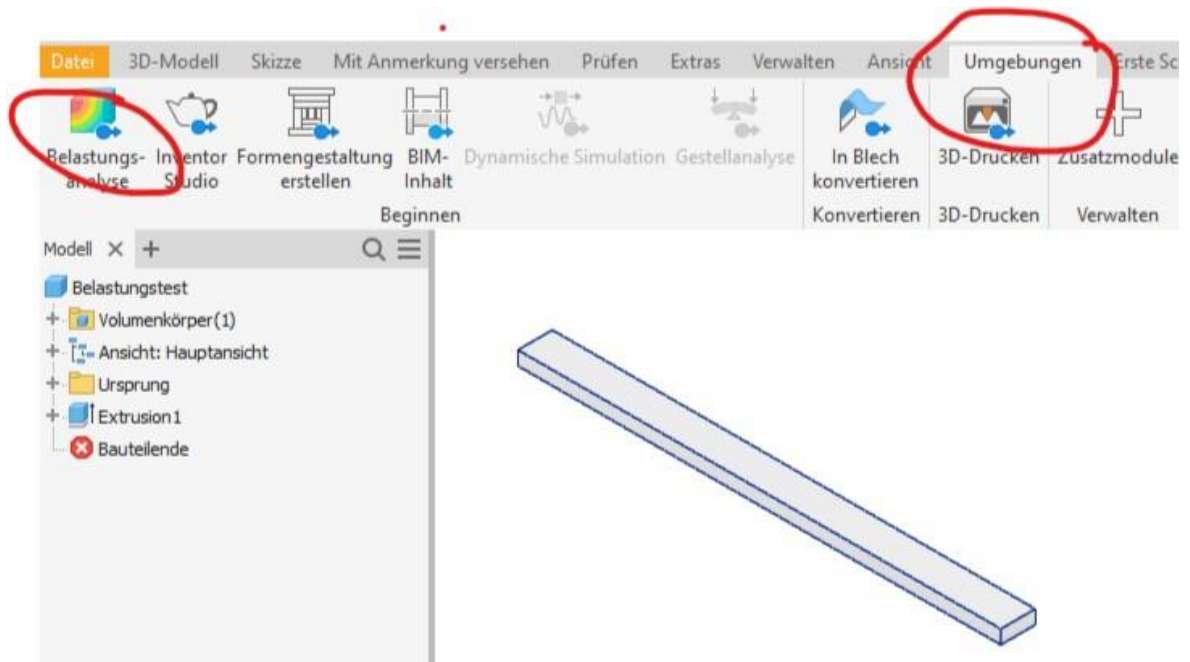 Datei 3D-Modell Skizze Mit Anmerkung versehen Prüfen Extras Verwalten Ansicht Umgebungen Erste Sc
Belastungs-
analyse
Inventor
Studio
Formengestaltung
erstellen
BIM-
Inhalt
Dynamische Simulation
Gestellanalyse
In Blech
konvertieren
3D-Drucken
Zusatzmodule
Beginnen
Konvertieren
3D-Drucken
Verwalten
Modell
Belastungstest
Volumenkörper(1)
Ansicht: Hauptansicht
Ursprung
Extrusion1
Bauteilende